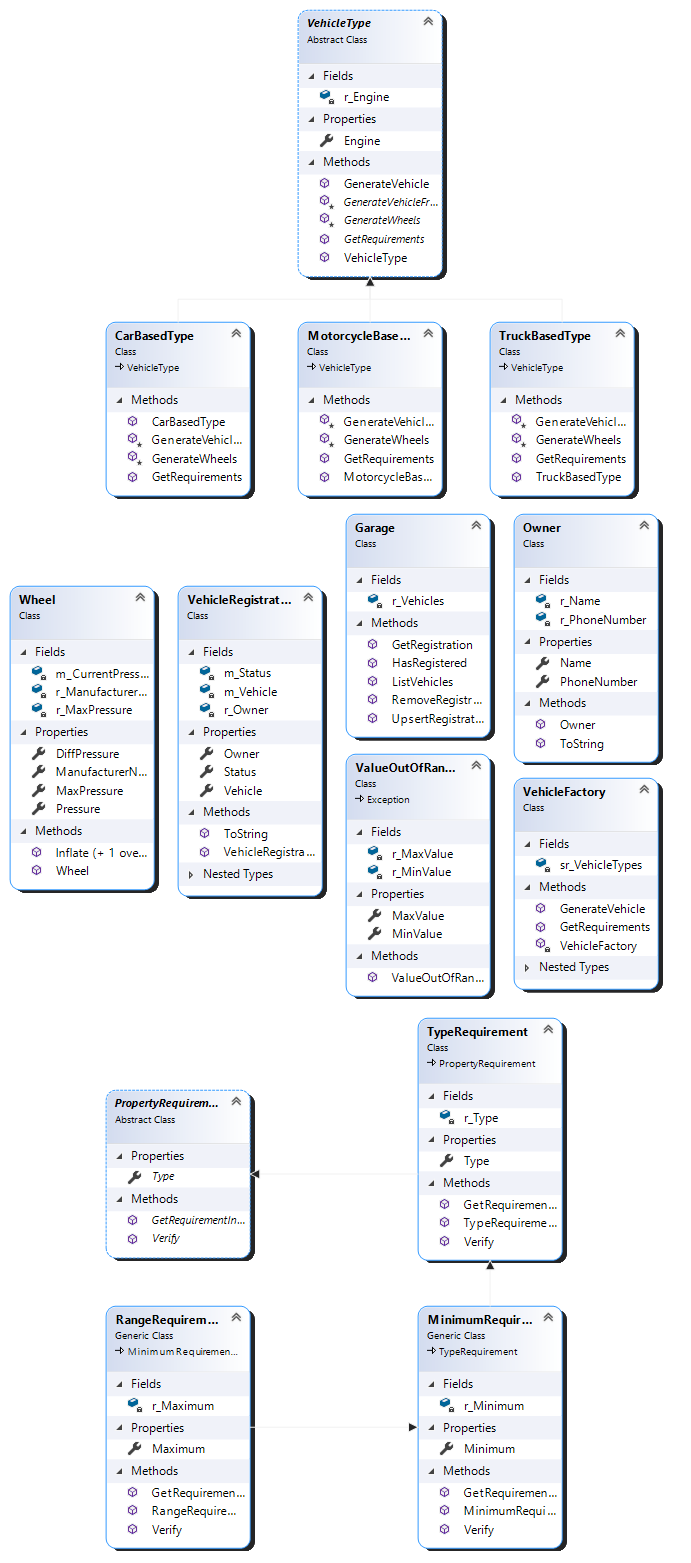 VehicleType
Abstract Class
Fields
r_Engine
Properties
Engine
Methods
GenerateVehicle
GenerateVehicleFr...
GenerateWheels
GetRequirements
VehicleType
CarBasedType
Class
VehicleType
Methods
CarBasedType
GenerateVehicl...
GenerateWheels
GetRequirements
MotorcycleBase...
Class
VehicleType
Methods
GenerateVehicl...
GenerateWheels
GetRequirements
MotorcycleBas...
TruckBasedType
Class
VehicleType
Methods
GenerateVehicl...
GenerateWheels
GetRequirements
TruckBasedType
Garage
Class
Fields
r_Vehicles
Methods
GetRegistration
HasRegistered
ListVehicles
RemoveRegistr...
UpsertRegistrat...
Owner
Class
Fields
r_Name
r_PhoneNumber
Properties
Name
PhoneNumber
Methods
Owner
ToString
Wheel
Class
Fields
m_CurrentPress...
r_Manufacturer...
r_MaxPressure
Properties
DiffPressure
ManufacturerN...
MaxPressure
Pressure
Methods
Inflate (+ 1 ove...
Wheel
VehicleRegistrat...
Class
Fields
m_Status
m_Vehicle
r_Owner
Properties
Owner
Status
Vehicle
Methods
ToString
VehicleRegistra...
Nested Types
ValueOutOfRan...
Class
Exception
Fields
r_MaxValue
r_MinValue
Properties
MaxValue
MinValue
Methods
ValueOutOfRan...
VehicleFactory
Class
Fields
sr_VehicleTypes
Methods
GenerateVehicle
GetRequirements
VehicleFactory
Nested Types
TypeRequirement
Class
PropertyRequirement
Fields
r_Type
Properties
Type
Methods
GetRequiremen...
TypeRequireme...
Verify
PropertyRequirem...
Abstract Class
Properties
Type
Methods
GetRequirementIn...
Verify
RangeRequirem...
Generic Class
MinimumRequiremen...
Fields
r_Maximum
Properties
Maximum
Methods
GetRequiremen...
RangeRequire...
Verify
MinimumRequir...
Generic Class
TypeRequirement
Fields
r_Minimum
Properties
Minimum
Methods
GetRequiremen...
MinimumRequi...
Verify